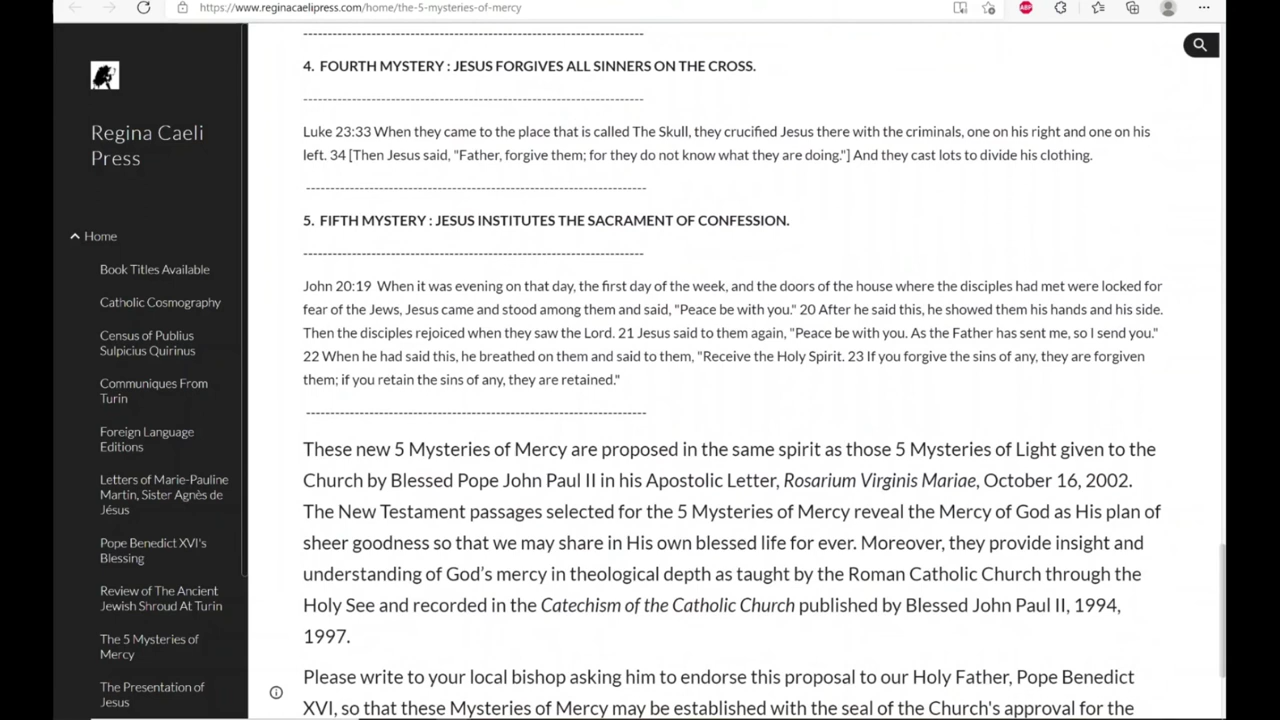 https://www.reginacaelipress.com/home/the-5-mysteries-of-mercy
ABP
Regina Caeli
Press
Home
Book Titles Available
Catholic Cosmography
Census of Publius
Sulpicius Quirinus
Communiques From
Turin
Foreign Language
Editions
Letters of Marie-Pauline
Martin, Sister Agnès de
Jésus
Pope Benedict XVI's
Blessing
Review of The Ancient
Jewish Shroud At Turin
The 5 Mysteries of
Mercy
The Presentation of
Jesus
----------------------------------------------------------------------
4. FOURTH MYSTERY : JESUS FORGIVES ALL SINNERS ON THE CROSS.
----------------------------------------------------------------------
Luke 23:33 When they came to the place that is called The Skull, they crucified Jesus there with the criminals, one on his right and one on his
left. 34 [Then Jesus said, "Father, forgive them; for they do not know what they are doing."] And they cast lots to divide his clothing.
----------------------------------------------------------------------
5. FIFTH MYSTERY : JESUS INSTITUTES THE SACRAMENT OF CONFESSION.
----------------------------------------------------------------------
John 20:19 When it was evening on that day, the first day of the week, and the doors of the house where the disciples had met were locked for
fear of the Jews, Jesus came and stood among them and said, "Peace be with you." 20 After he said this, he showed them his hands and his side.
Then the disciples rejoiced when they saw the Lord. 21 Jesus said to them again, "Peace be with you. As the Father has sent me, so I send you."
22 When he had said this, he breathed on them and said to them, "Receive the Holy Spirit. 23 If you forgive the sins of any, they are forgiven
them; if you retain the sins of any, they are retained."
----------------------------------------------------------------------
These new 5 Mysteries of Mercy are proposed in the same spirit as those 5 Mysteries of Light given to the
Church by Blessed Pope John Paul II in his Apostolic Letter, Rosarium Virginis Mariae, October 16, 2002.
The New Testament passages selected for the 5 Mysteries of Mercy reveal the Mercy of God as His plan of
sheer goodness so that we may share in His own blessed life for ever. Moreover, they provide insight and
understanding of God's mercy in theological depth as taught by the Roman Catholic Church through the
Holy See and recorded in the Catechism of the Catholic Church published by Blessed John Paul II, 1994,
1997.
Please write to your local bishop asking him to endorse this proposal to our Holy Father, Pope Benedict
XVI, so that these Mysteries of Mercy may be established with the seal of the Church's approval for the